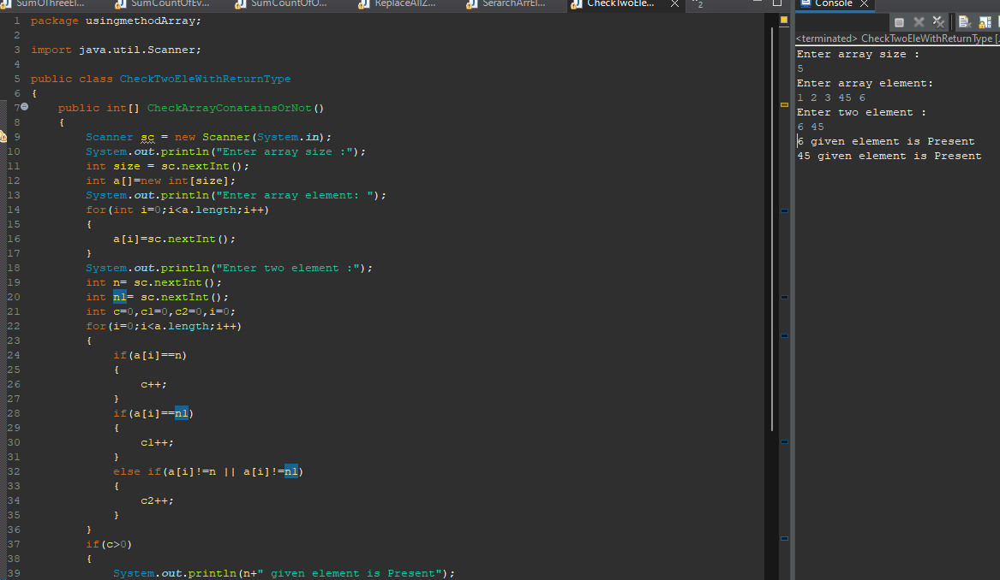 SumOfThreeEl...
SumCountOfEv...
SumCountOfO...
ReplaceAllZ...
SerarchArrEl...
CheckTwoEle...
2
Console
1 package usingmethodArray;
2
3 import java.util.Scanner;
4
5 public class CheckTwoEleWithReturnType
6 {
7 public int[] CheckArrayConatainsOrNot()
8 {
9 Scanner sc = new Scanner(System.in);
10 System.out.println("Enter array size :");
11 int size = sc.nextInt();
12 int a[]=new int[size];
13 System.out.println("Enter array element: ");
14 for(int i=0;i<a.length;i++)
15 {
16 a[i]=sc.nextInt();
17 }
18 System.out.println("Enter two element :");
19 int n= sc.nextInt();
20 int n1= sc.nextInt();
21 int c=0,c1=0,c2=0,i=0;
22 for(i=0;i<a.length;i++)
23 {
24 if(a[i]==n)
25 {
26 c++;
27 }
28 if(a[i]==n1)
29 {
30 c1++;
31 }
32 else if(a[i]!=n || a[i]!=n1)
33 {
34 c2++;
35 }
36 }
37 if(c>0)
38 {
39 System.out.println(n+" given element is Present");
<terminated> CheckTwoEleWithReturnType [
Enter array size :
5
Enter array element:
1 2 3 45 6
Enter two element :
6 45
6 given element is Present
45 given element is Present